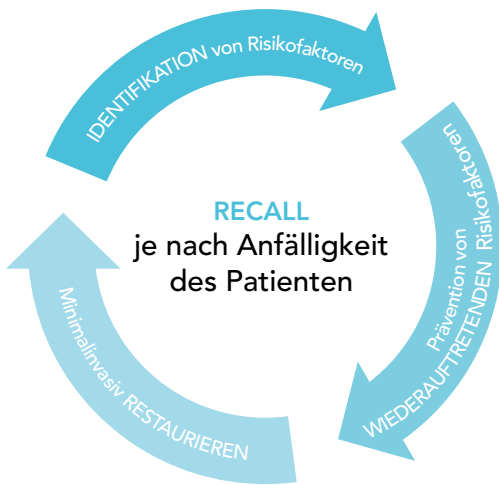 IDENTIFIKATION von Risikofaktoren
Prävention von
WIEDERAUFTRETENDEN Risikofaktoren
Minimalinvasiv RESTAURIEREN
RECALL
je nach Anfälligkeit
des Patienten